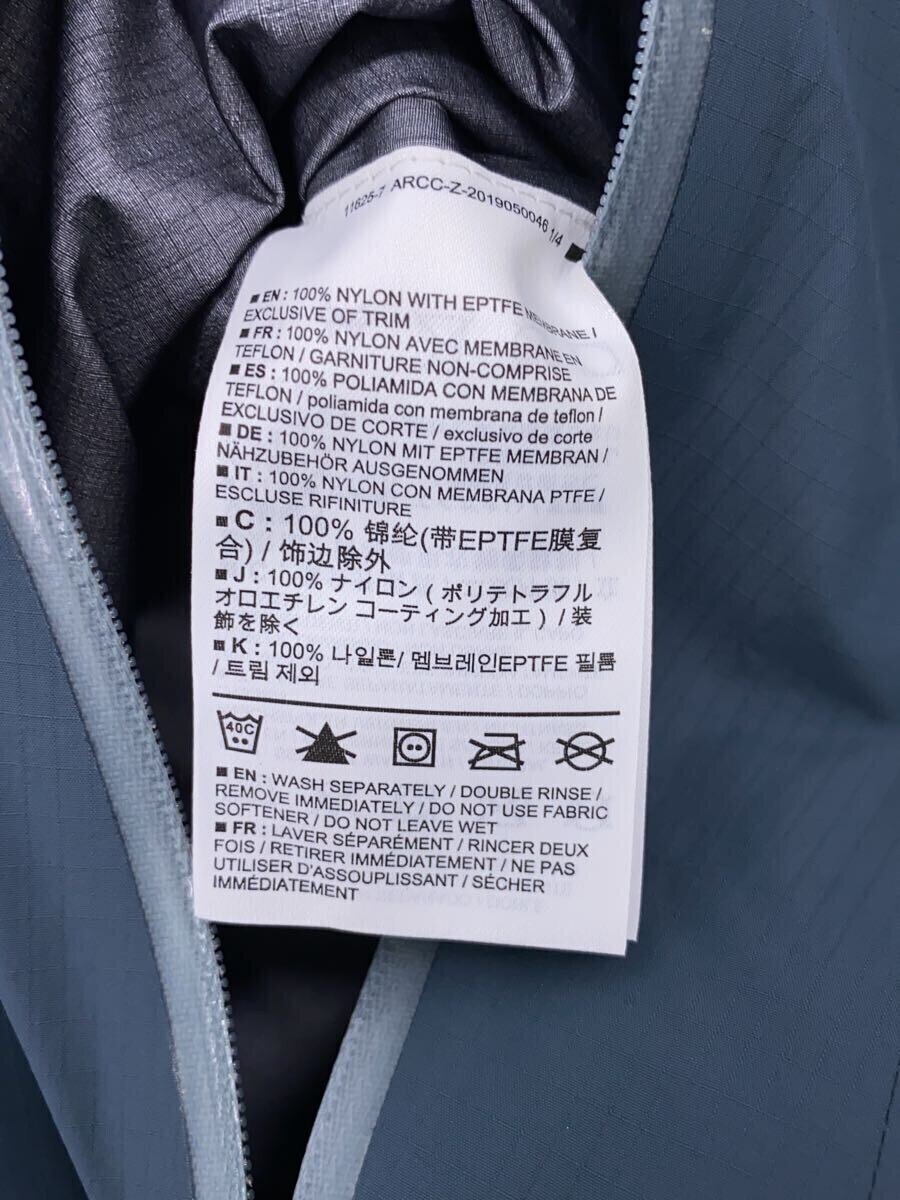 11625-7 ARCC-Z-2019050046 1/4
EN : 100% NYLON WITH EPTFE MEMBRANE /
EXCLUSIVE OF TRIM
FR : 100% NYLON AVEC MEMBRANE EN
TEFLON / GARNITURE NON-COMPRISE
ES : 100% POLIAMIDA CON MEMBRANA DE
TEFLON / poliamida con membrana de teflon /
EXCLUSIVO DE CORTE / exclusivo de corte
DE : 100% NYLON MIT EPTFE MEMBRAN /
NÄHZUBEHÖR AUSGENOMMEN
IT : 100% NYLON CON MEMBRANA PTFE /
ESCLUSE RIFINITURE
C : 100% 锦纶(带EPTFE膜复
合) / 饰边除外
J : 100% ナイロン ( ポリテトラフル
オロエチレン コーティング加工 ) / 装
飾を除く
K : 100% 나일론/ 멤브레인EPTFE 필름
/ 트림 제외
40C
EN : WASH SEPARATELY / DOUBLE RINSE /
REMOVE IMMEDIATELY / DO NOT USE FABRIC
SOFTENER / DO NOT LEAVE WET
FR : LAVER SÉPARÉMENT / RINCER DEUX
FOIS / RETIRER IMMÉDIATEMENT / NE PAS
UTILISER D'ASSOUPLISSANT / SÉCHER
IMMÉDIATEMENT